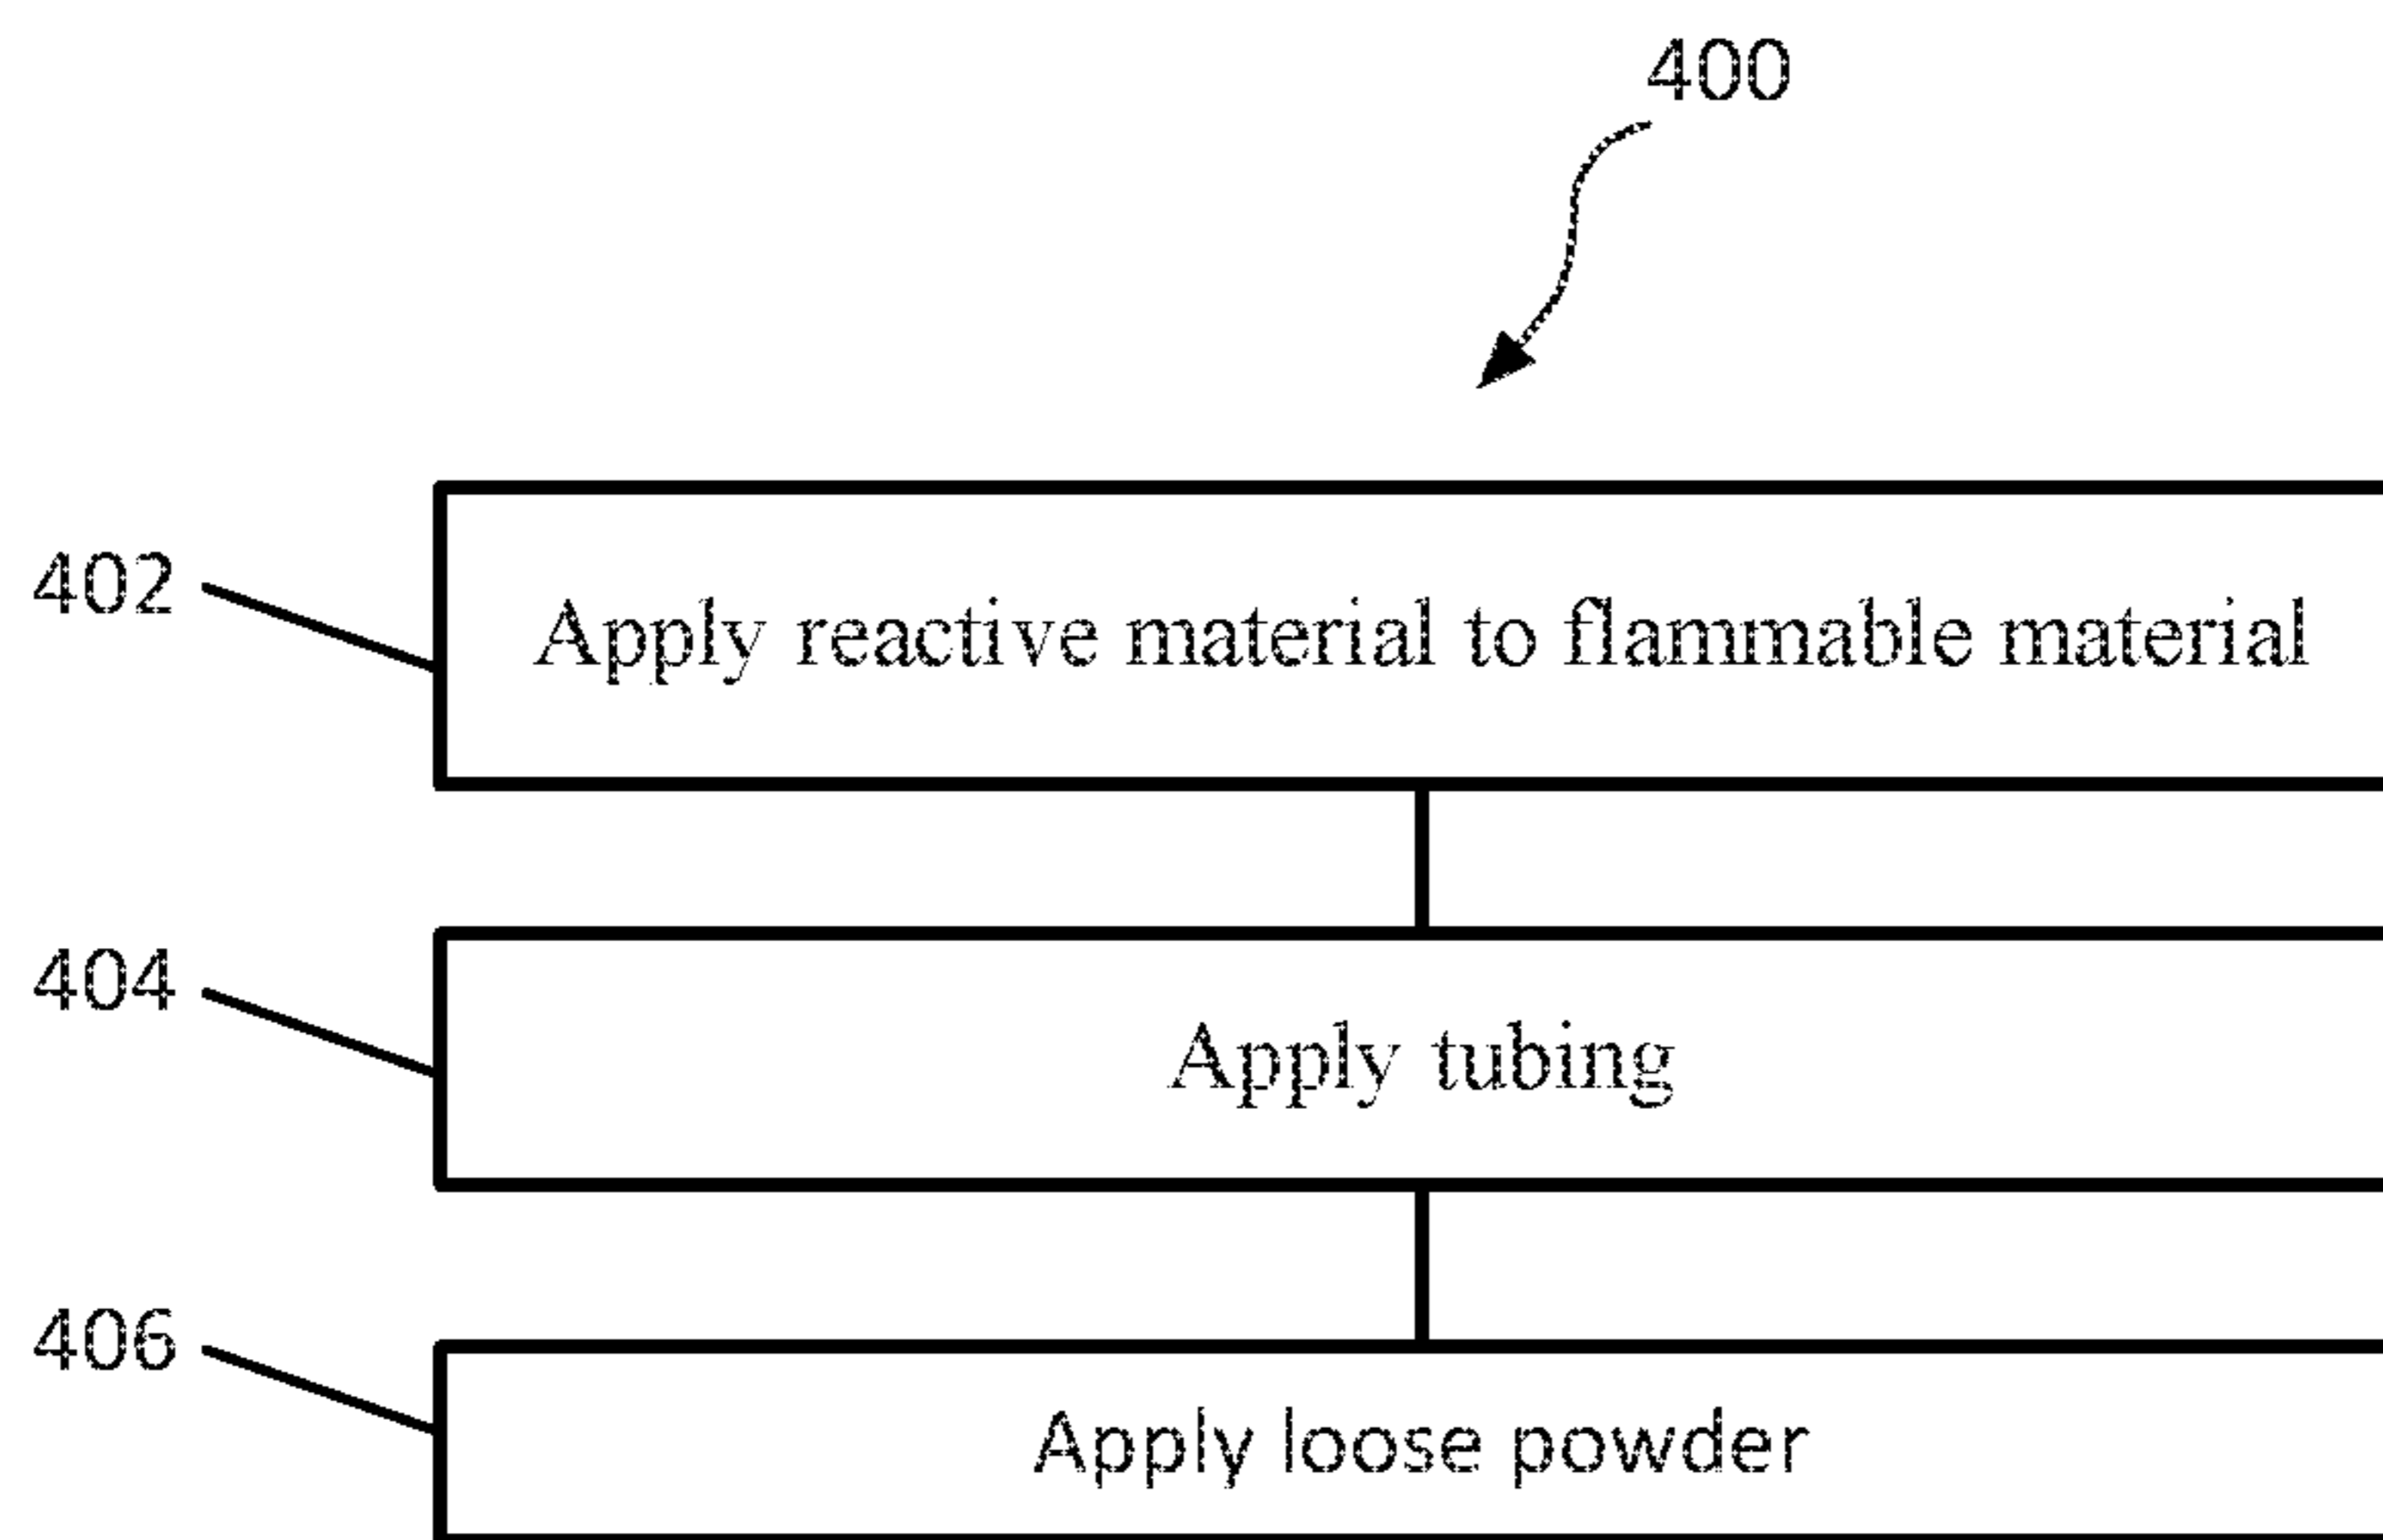 400
402
Apply reactive material to flammable material
404
Apply tubing
406
Apply loose powder